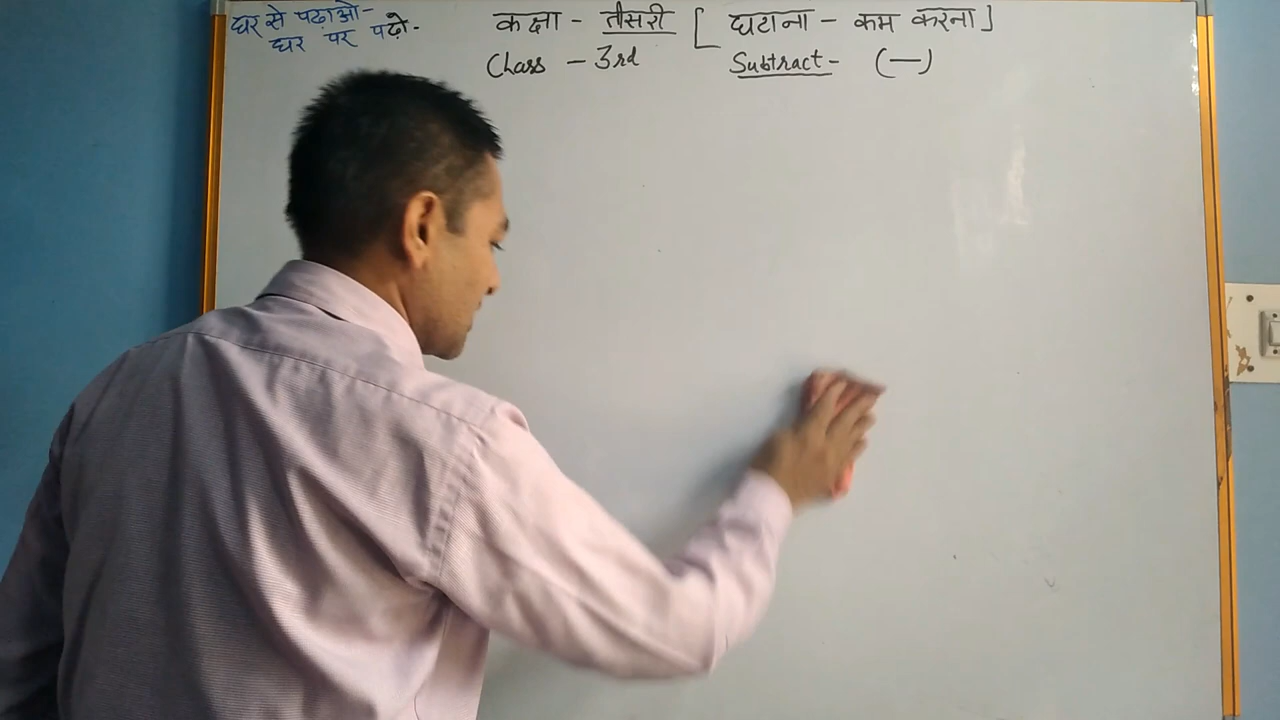 घर से पढ़ाओ-
घर पर पढ़ो.
कक्षा - तीसरी [ घटाना - कम करना ]
Class - 3rd Subtract - (-)